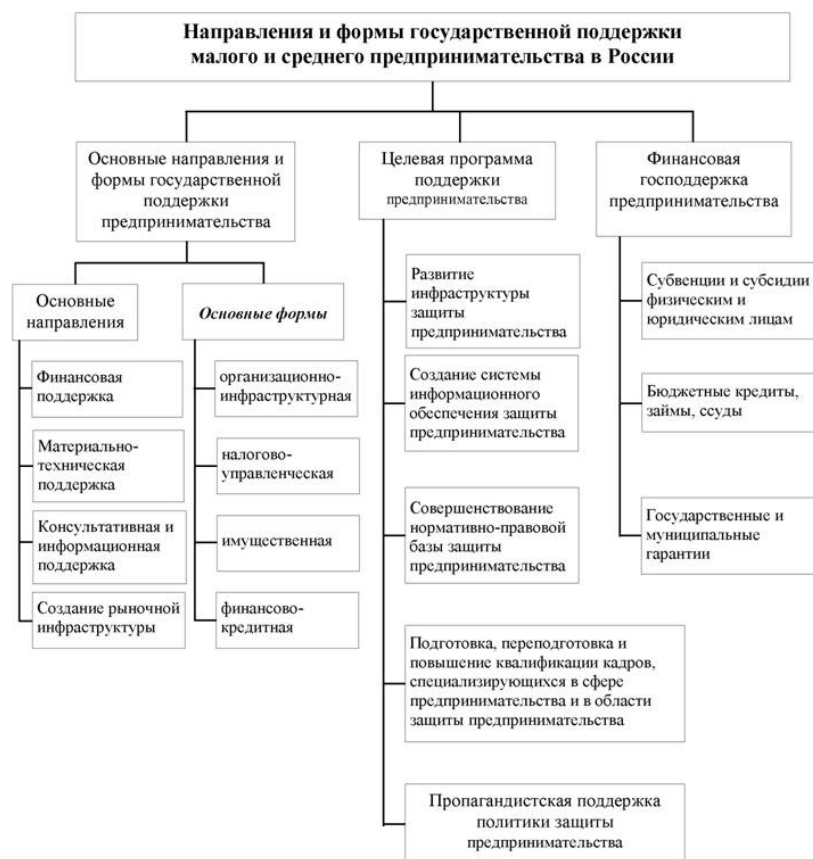 Направления и формы государственной поддержки
малого и среднего предпринимательства в России
Основные направления и
формы государственной
поддержки
предпринимательства
Целевая программа
поддержки
предпринимательства
Финансовая
господдержка
предпринимательства
Основные
направления
Основные формы
Финансовая
поддержка
Материально-
техническая
поддержка
Консультативная и
информационная
поддержка
Создание рыночной
инфраструктуры
организационно-
инфраструктурная
налогово-
управленческая
имущественная
финансово-
кредитная
Развитие
инфраструктуры
защиты
предпринимательства
Создание системы
информационного
обеспечения защиты
предпринимательства
Совершенствование
нормативно-правовой
базы защиты
предпринимательства
Подготовка, переподготовка и
повышение квалификации кадров,
специализирующихся в сфере
предпринимательства и в области
защиты предпринимательства
Пропагандистская поддержка
политики защиты
предпринимательства
Субвенции и субсидии
физическим и
юридическим лицам
Бюджетные кредиты,
займы, ссуды
Государственные и
муниципальные
гарантии